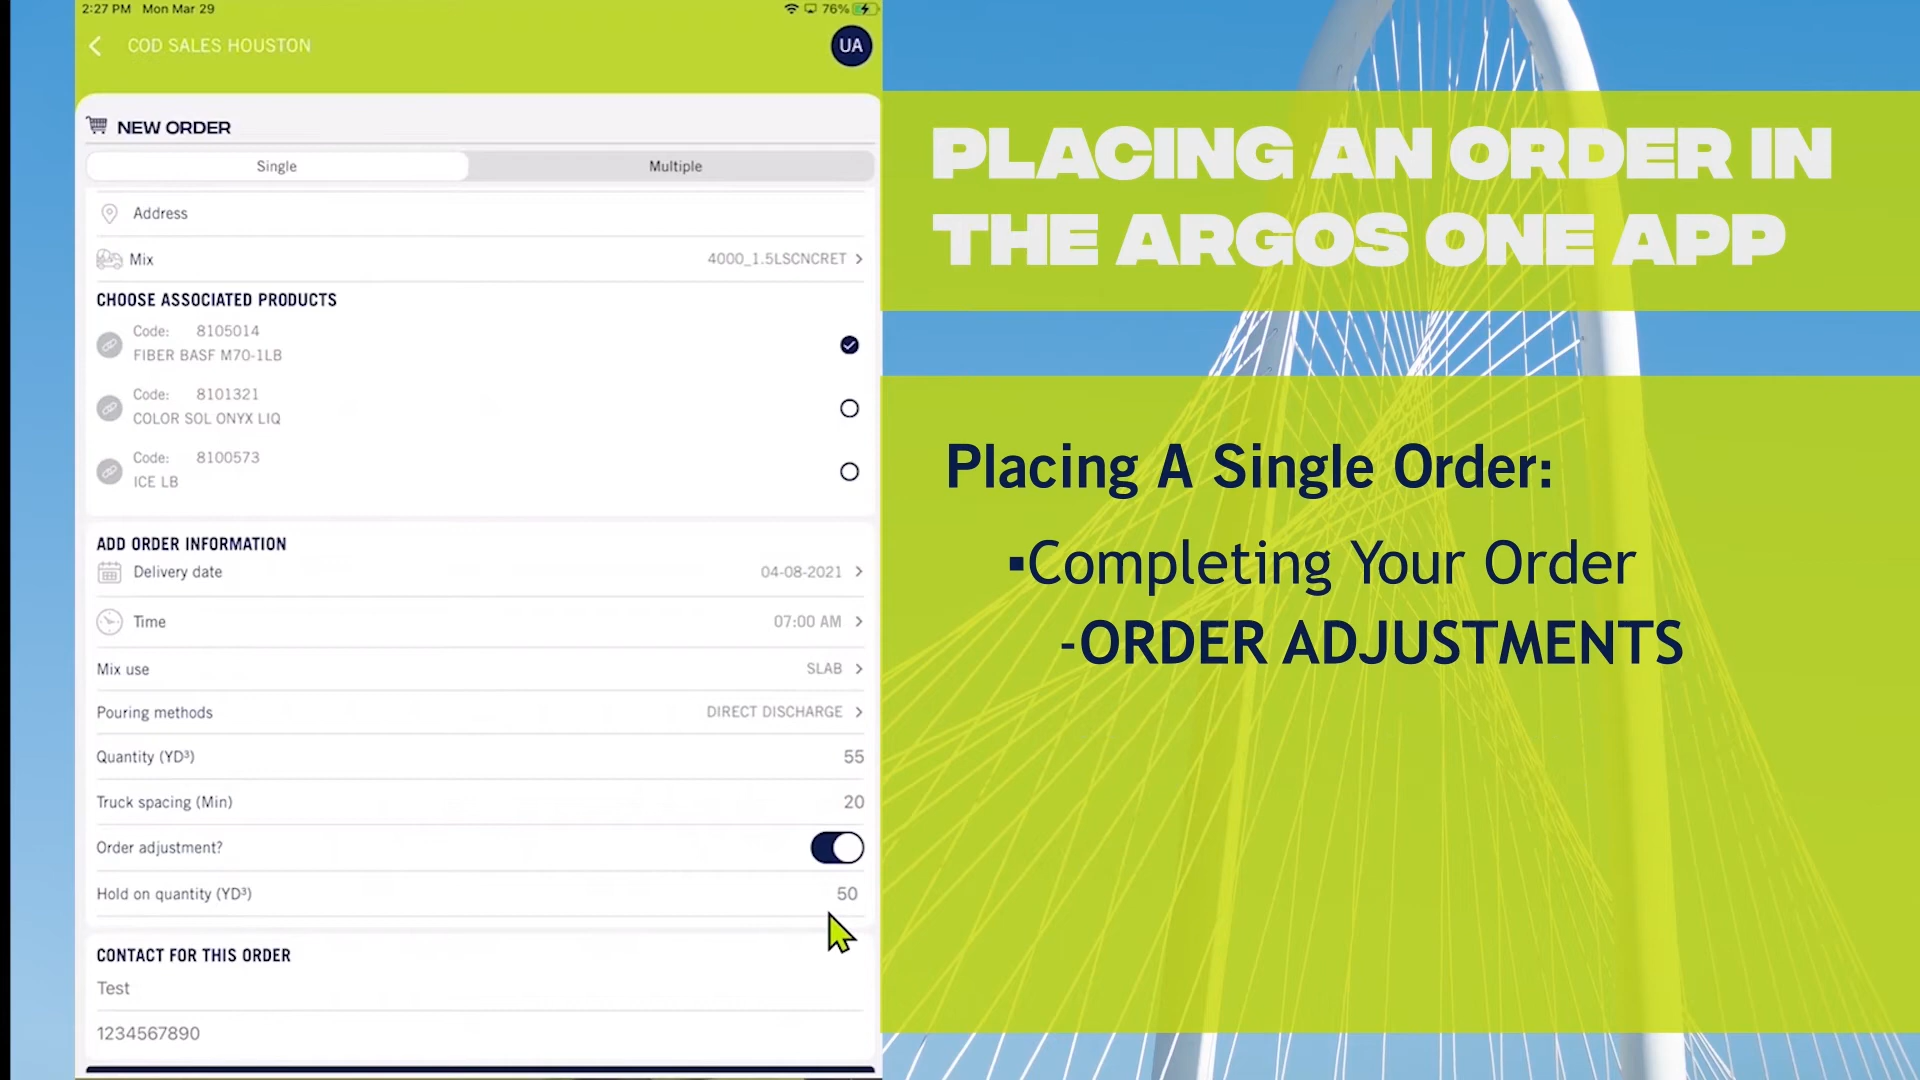 2:27 PM Mon Mar 29
76%
COD SALES HOUSTON
UA
NEW ORDER
Single
Multiple
Address
Mix
4000_1.5LSCNCRET
CHOOSE ASSOCIATED PRODUCTS
Code: 8105014
FIBER BASF M70-1LB
Code: 8101321
COLOR SOL ONYX LIQ
Code: 8100573
ICE LB
ADD ORDER INFORMATION
Delivery date
04-08-2021
Time
07:00 AM
Mix use
SLAB
Pouring methods
DIRECT DISCHARGE
Quantity (YD³)
55
Truck spacing (Min)
20
Order adjustment?
Hold on quantity (YD³)
50
CONTACT FOR THIS ORDER
Test
1234567890
PLACING AN ORDER IN
THE ARGOS ONE APP
Placing A Single Order:
▪Completing Your Order
-ORDER ADJUSTMENTS